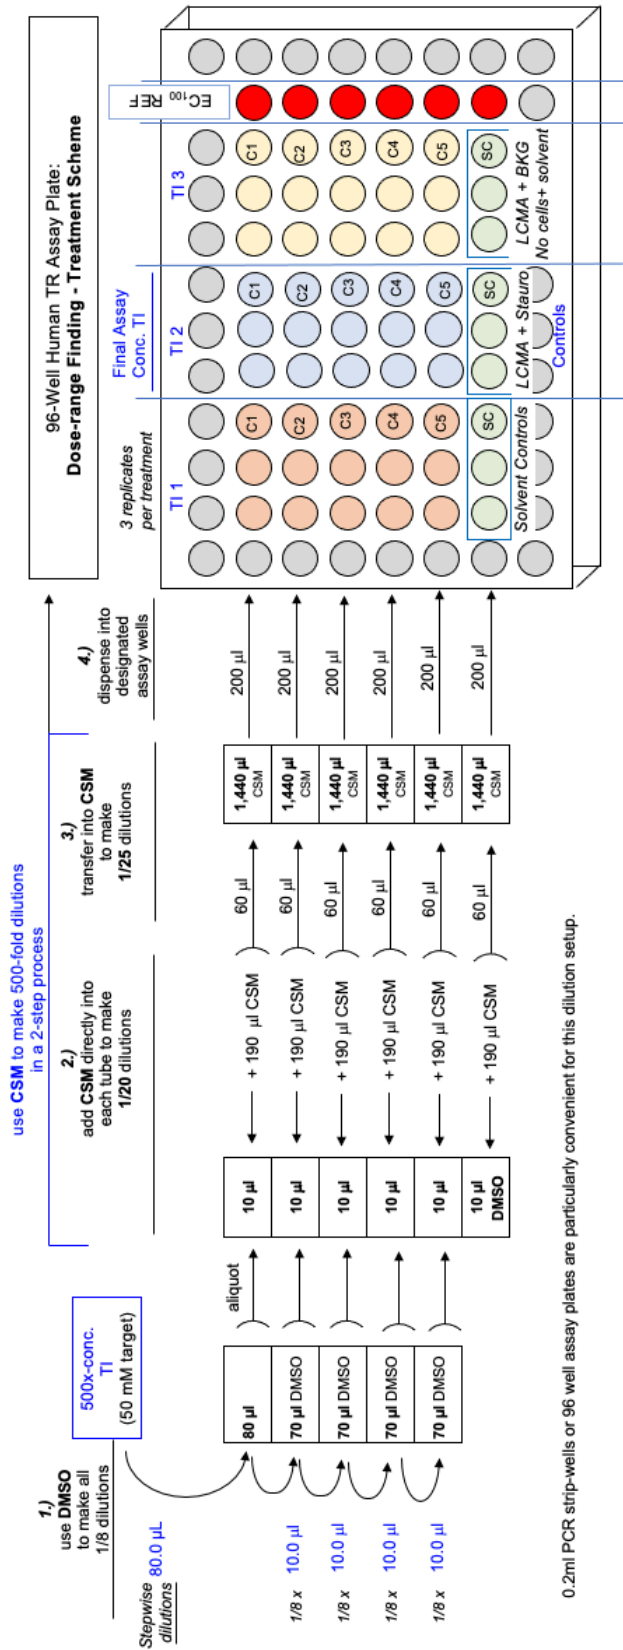 96-Well Human TR Assay Plate:
Dose-range Finding - Treatment Scheme
use CSM to make 500-fold dilutions
in a 2-step process
1.)
use DMSO
to make all
1/8 dilutions
500x-conc.
TI
(50 mM target)
2.)
add CSM directly into
each tube to make
1/20 dilutions
3.)
transfer into CSM
to make
1/25 dilutions
4.)
dispense into
designated
assay wells
3 replicates
per treatment
Final Assay
Conc. TI
EC100 REF
TI 1
TI 2
TI 3
Stepwise
dilutions
80.0 µL
aliquot
80 µl
10 µl
+ 190 µl CSM
60 µl
1,440 µl
CSM
200 µl
C1
C1
C1
1/8 x
10.0 µl
70 µl DMSO
10 µl
+ 190 µl CSM
60 µl
1,440 µl
CSM
200 µl
C2
C2
C2
1/8 x
10.0 µl
70 µl DMSO
10 µl
+ 190 µl CSM
60 µl
1,440 µl
CSM
200 µl
C3
C3
C3
1/8 x
10.0 µl
70 µl DMSO
10 µl
+ 190 µl CSM
60 µl
1,440 µl
CSM
200 µl
C4
C4
C4
1/8 x
10.0 µl
70 µl DMSO
10 µl
+ 190 µl CSM
60 µl
1,440 µl
CSM
200 µl
C5
C5
C5
10 µl
DMSO
+ 190 µl CSM
60 µl
1,440 µl
CSM
200 µl
SC
SC
SC
Solvent Controls
LCMA + Stauro
LCMA + BKG
No cells+ solvent
Controls
0.2ml PCR strip-wells or 96 well assay plates are particularly convenient for this dilution setup.